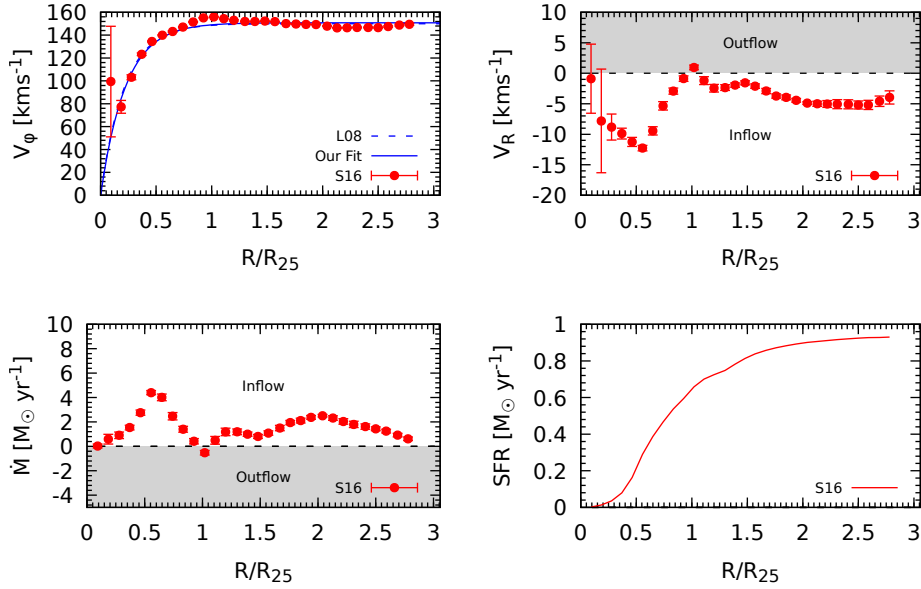 160
140
120
100
80
60
40
20
0
V_φ [kms⁻¹]
L08
Our Fit
S16
0 0.5 1 1.5 2 2.5 3
R/R₂₅
10
5
0
-5
-10
-15
-20
V_R [kms⁻¹]
Outflow
Inflow
S16
0 0.5 1 1.5 2 2.5 3
R/R₂₅
10
8
6
4
2
0
-2
-4
Ṁ [M_⊙ yr⁻¹]
Inflow
Outflow
S16
0 0.5 1 1.5 2 2.5 3
R/R₂₅
1
0.8
0.6
0.4
0.2
0
SFR [M_⊙ yr⁻¹]
S16
0 0.5 1 1.5 2 2.5 3
R/R₂₅